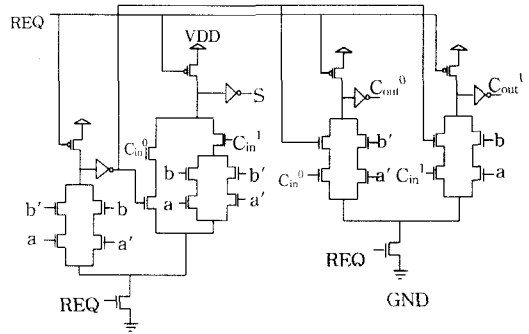 REQ
VDD
S
C_out^0
C_out^1
C_in^0
C_in^1
b'
b
b
b'
b
b'
C_in^0
a'
C_in^1
a
a
a'
a
a'
REQ
REQ
GND